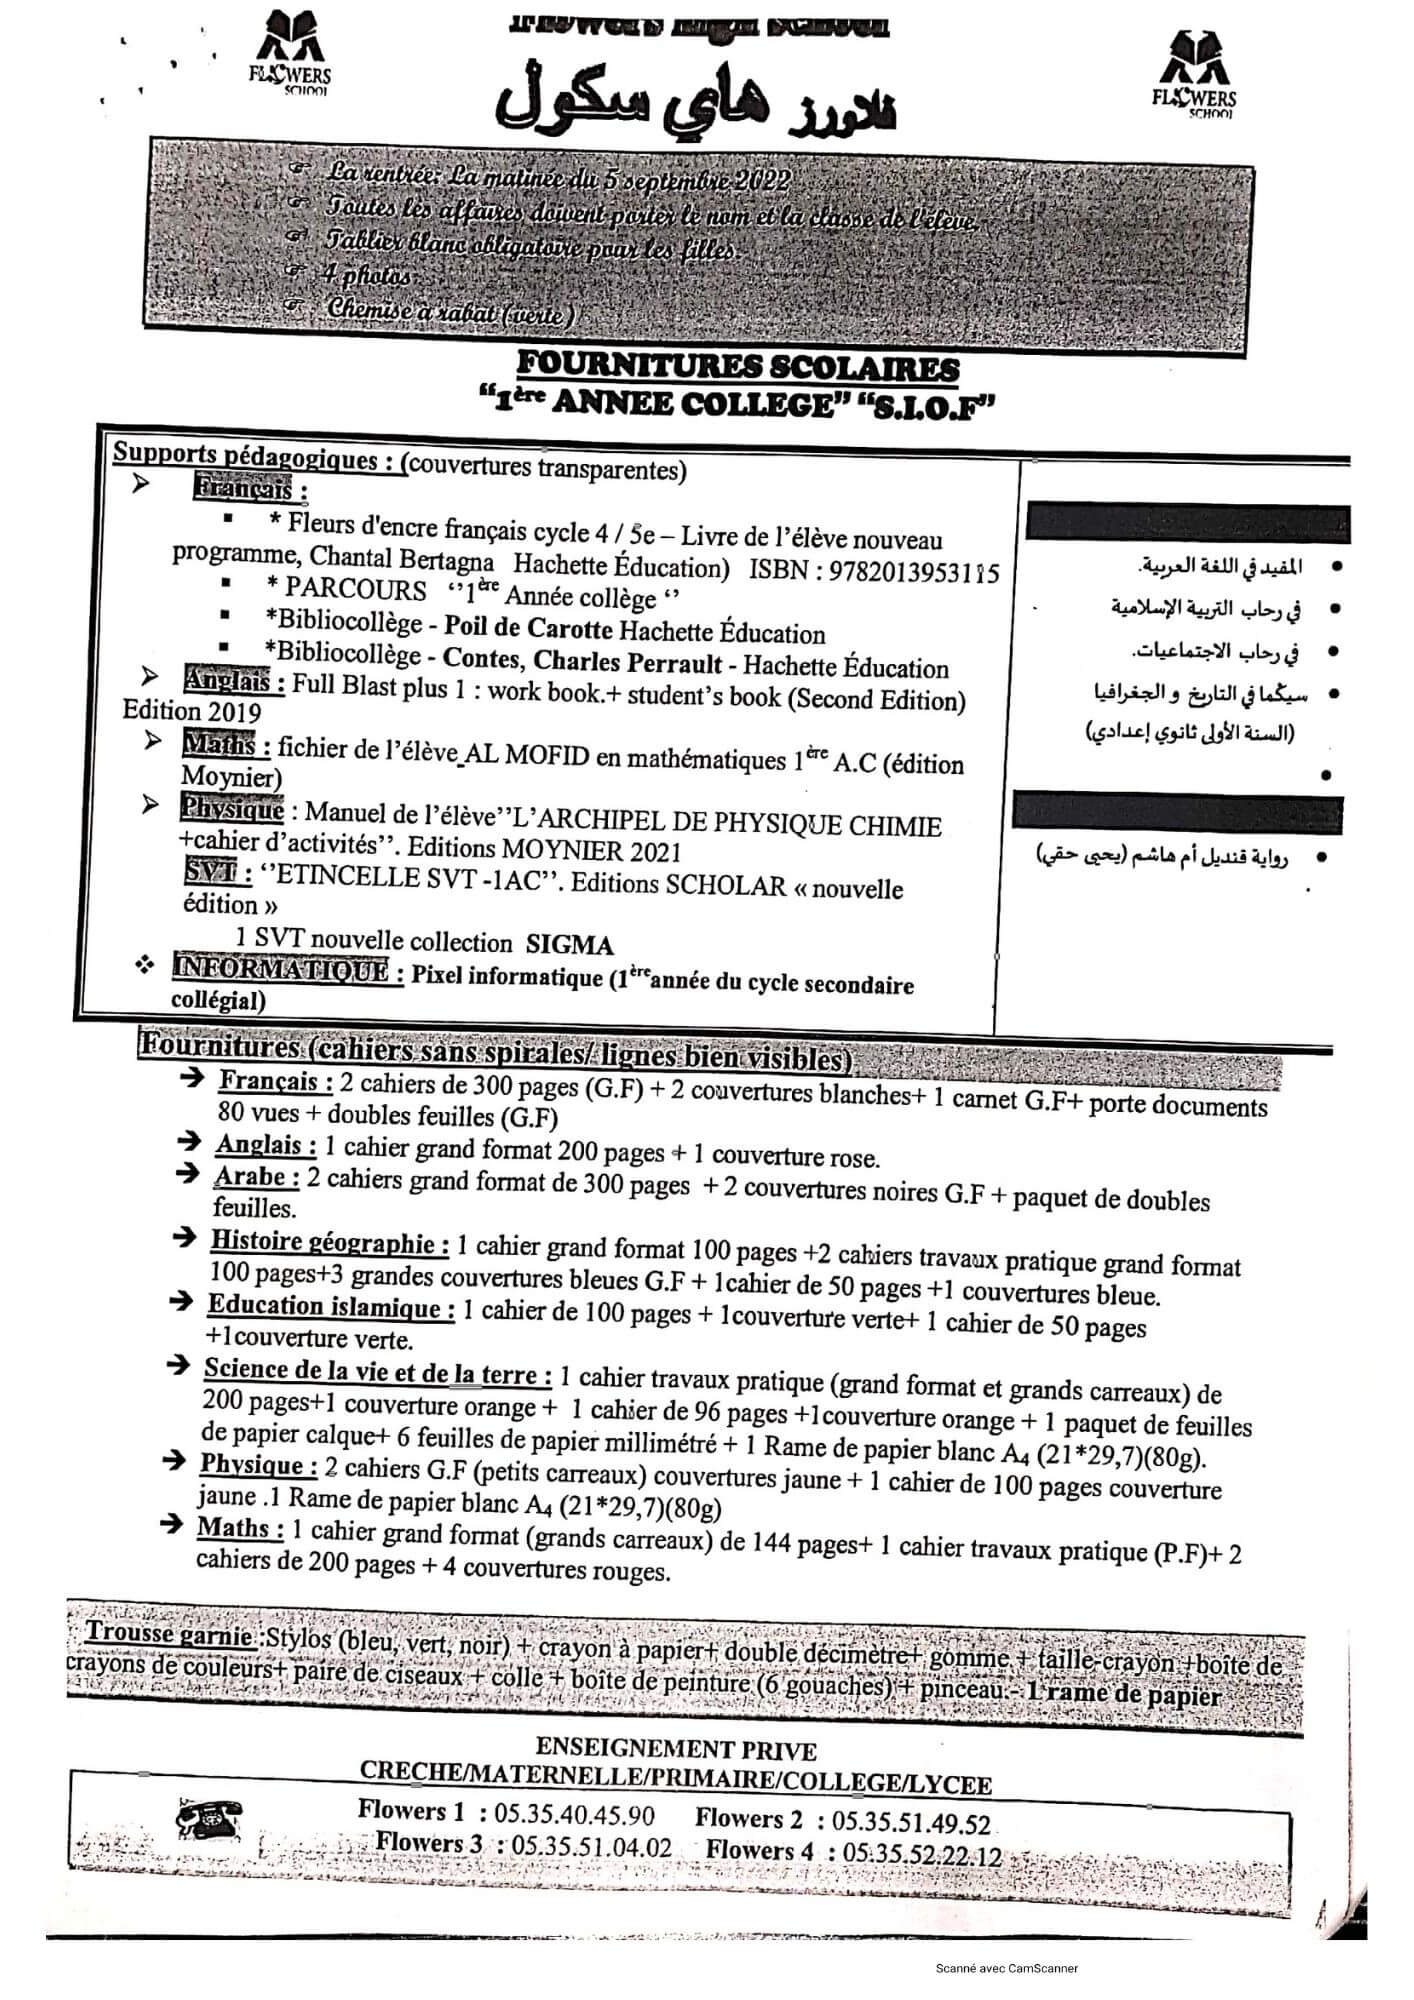 Flowers High School
فلاورز هاي سكول
FLOWERS
SCHOOL
FLOWERS
SCHOOL
La rentrée: La matinée du 5 septembre 2022
Toutes les affaires doivent porter le nom et la classe de l'élève.
Tablier blanc obligatoire pour les filles.
4 photos
Chemise à rabat (verte)
FOURNITURES SCOLAIRES
“1ère ANNEE COLLEGE” “S.I.O.F”
Supports pédagogiques : (couvertures transparentes)
Français :
* Fleurs d'encre français cycle 4 / 5e – Livre de l’élève nouveau
programme, Chantal Bertagna Hachette Éducation) ISBN :
* PARCOURS ‘’1ère Année collège ‘’
*Bibliocollège - Poil de Carotte Hachette Éducation
*Bibliocollège - Contes, Charles Perrault - Hachette Éducation
Anglais : Full Blast plus 1 : work book.+ student’s book (Second Edition)
Edition 2019
Maths : fichier de l’élève_AL MOFID en mathématiques 1ère A.C (édition
Moynier)
Physique : Manuel de l’élève’’L’ARCHIPEL DE PHYSIQUE CHIMIE
+cahier d’activités’’. Editions MOYNIER 2021
SVT : ‘’ETINCELLE SVT -1AC’’. Editions SCHOLAR « nouvelle
édition »
1 SVT nouvelle collection SIGMA
INFORMATIQUE : Pixel informatique (1ère année du cycle secondaire
collégial)
المفيد في اللغة العربية.
في رحاب التربية الإسلامية
في رحاب الاجتماعيات.
سيكما في التاريخ و الجغرافيا
(السنة الأولى ثانوي إعدادي)
رواية قنديل أم هاشم (يحيى حقي)
Fournitures (cahiers sans spirales/ lignes bien visibles)
Français : 2 cahiers de 300 pages (G.F) + 2 couvertures blanches+ 1 carnet G.F+ porte documents
80 vues + doubles feuilles (G.F)
Anglais : 1 cahier grand format 200 pages + 1 couverture rose.
Arabe : 2 cahiers grand format de 300 pages + 2 couvertures noires G.F + paquet de doubles
feuilles.
Histoire géographie : 1 cahier grand format 100 pages +2 cahiers travaux pratique grand format
100 pages+3 grandes couvertures bleues G.F + 1cahier de 50 pages +1 couvertures bleue.
Education islamique : 1 cahier de 100 pages + 1couverture verte+ 1 cahier de 50 pages
+1couverture verte.
Science de la vie et de la terre : 1 cahier travaux pratique (grand format et grands carreaux) de
200 pages+1 couverture orange + 1 cahier de 96 pages +1couverture orange + 1 paquet de feuilles
de papier calque+ 6 feuilles de papier millimétré + 1 Rame de papier blanc A4 (21*29,7)(80g).
Physique : 2 cahiers G.F (petits carreaux) couvertures jaune + 1 cahier de 100 pages couverture
jaune .1 Rame de papier blanc A4 (21*29,7)(80g)
Maths : 1 cahier grand format (grands carreaux) de 144 pages+ 1 cahier travaux pratique (P.F)+ 2
cahiers de 200 pages + 4 couvertures rouges.
Trousse garnie :Stylos (bleu, vert, noir) + crayon à papier+ double décimètre+ gomme + taille-crayon +boîte de
crayons de couleurs+ paire de ciseaux + colle + boîte de peinture (6 gouaches) + pinceau.- 1 rame de papier
ENSEIGNEMENT PRIVE
CRECHE/MATERNELLE/PRIMAIRE/COLLEGE/LYCEE
Flowers 1 : 05.35.40.45.90 Flowers 2 : 05.35.51.49.52
Flowers 3 : 05.35.51.04.02 Flowers 4 : 05.35.52.22.12
Scanné avec CamScanner